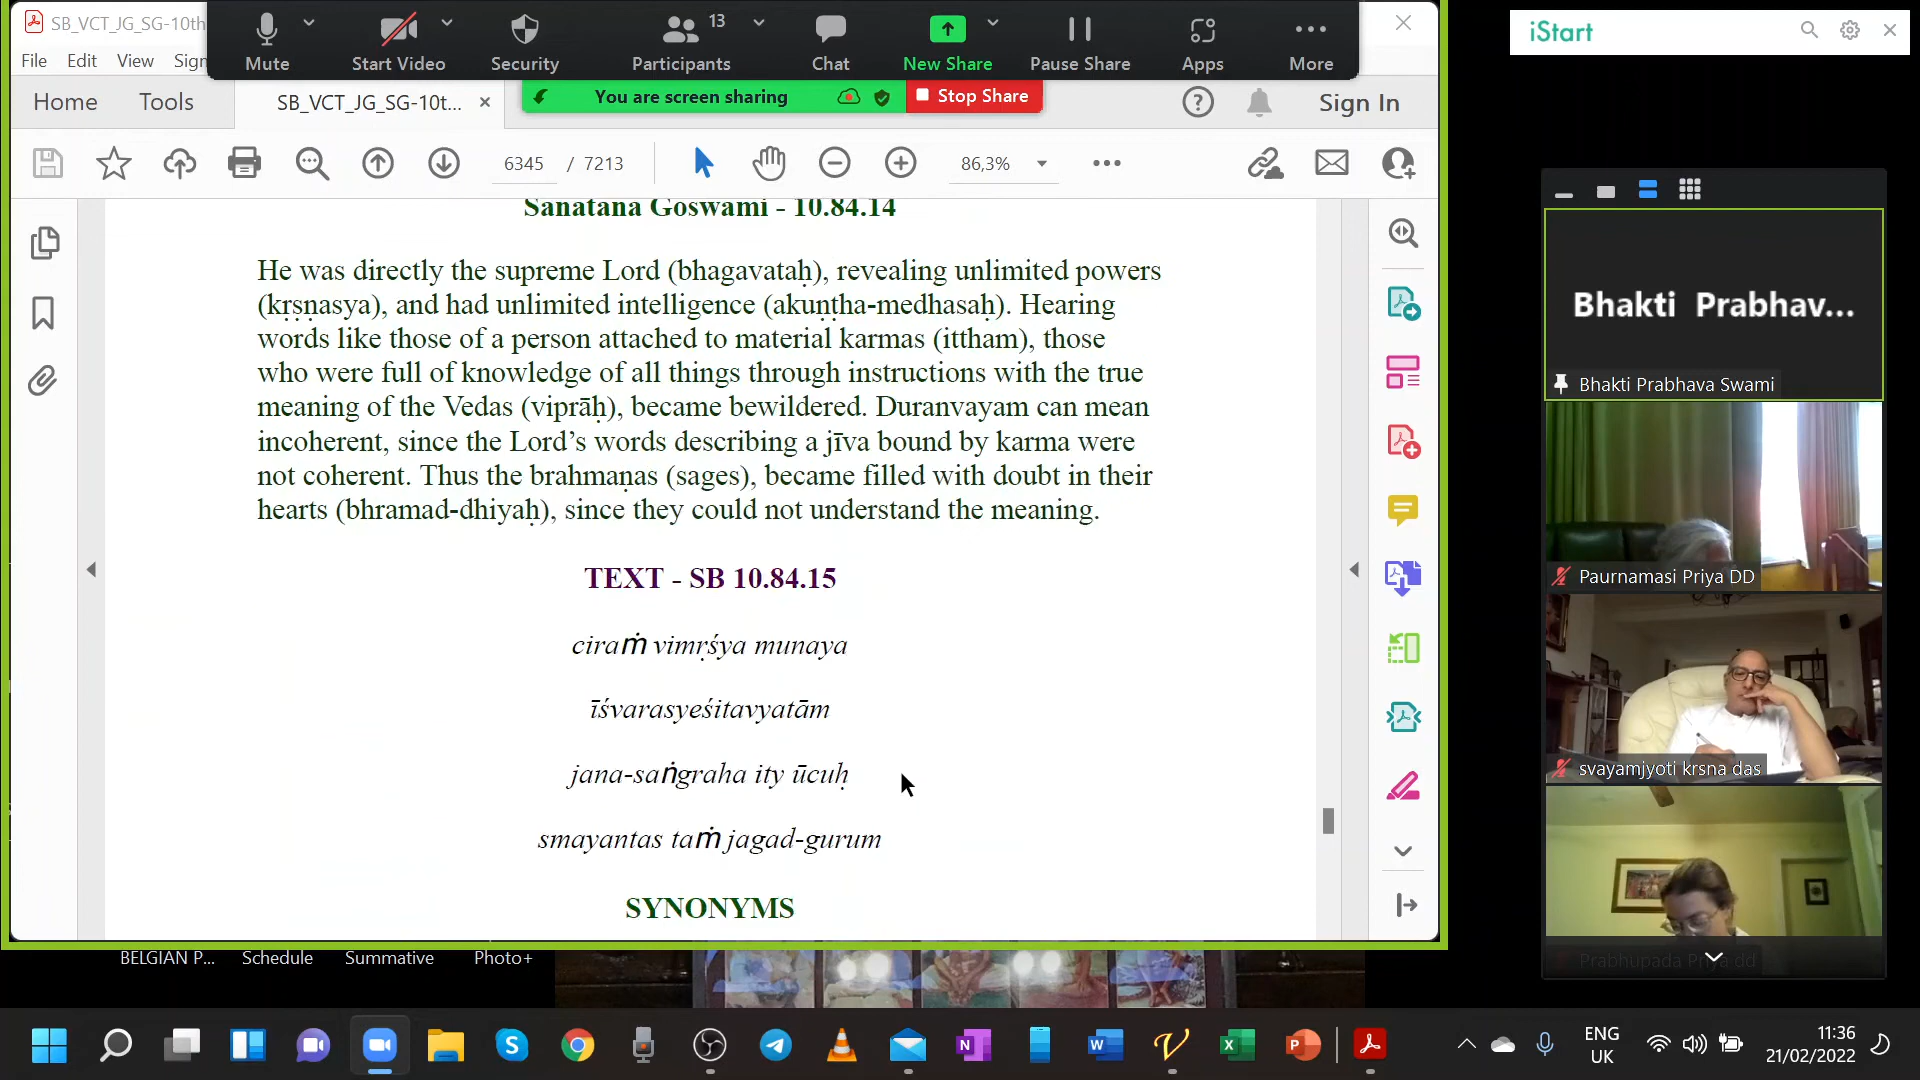 SB_VCT_JG_SG-10th
File Edit View Sign
Mute Start Video Security Participants 13 Chat New Share Pause Share Apps More
You are screen sharing Stop Share
Home Tools SB_VCT_JG_SG-10t... Sign In
6345 / 7213 86,3%
iStart
Sanatana Goswami - 10.84.14
He was directly the supreme Lord (bhagavataḥ), revealing unlimited powers
(kṛṣṇasya), and had unlimited intelligence (akuṇṭha-medhasaḥ). Hearing
words like those of a person attached to material karmas (ittham), those
who were full of knowledge of all things through instructions with the true
meaning of the Vedas (viprāḥ), became bewildered. Duranvayam can mean
incoherent, since the Lord’s words describing a jīva bound by karma were
not coherent. Thus the brahmaṇas (sages), became filled with doubt in their
hearts (bhramad-dhiyaḥ), since they could not understand the meaning.
TEXT - SB 10.84.15
ciraṁ vimṛśya munaya
īśvarasyeśitavyatām
jana-saṅgraha ity ūcuḥ
smayantas taṁ jagad-gurum
SYNONYMS
Bhakti Prabhav...
Bhakti Prabhava Swami
Paurnamasi Priya DD
svayamjyoti krsna das
Prabhupada Priya dd
BELGIAN P... Schedule Summative Photo+
ENG
UK
11:36
21/02/2022